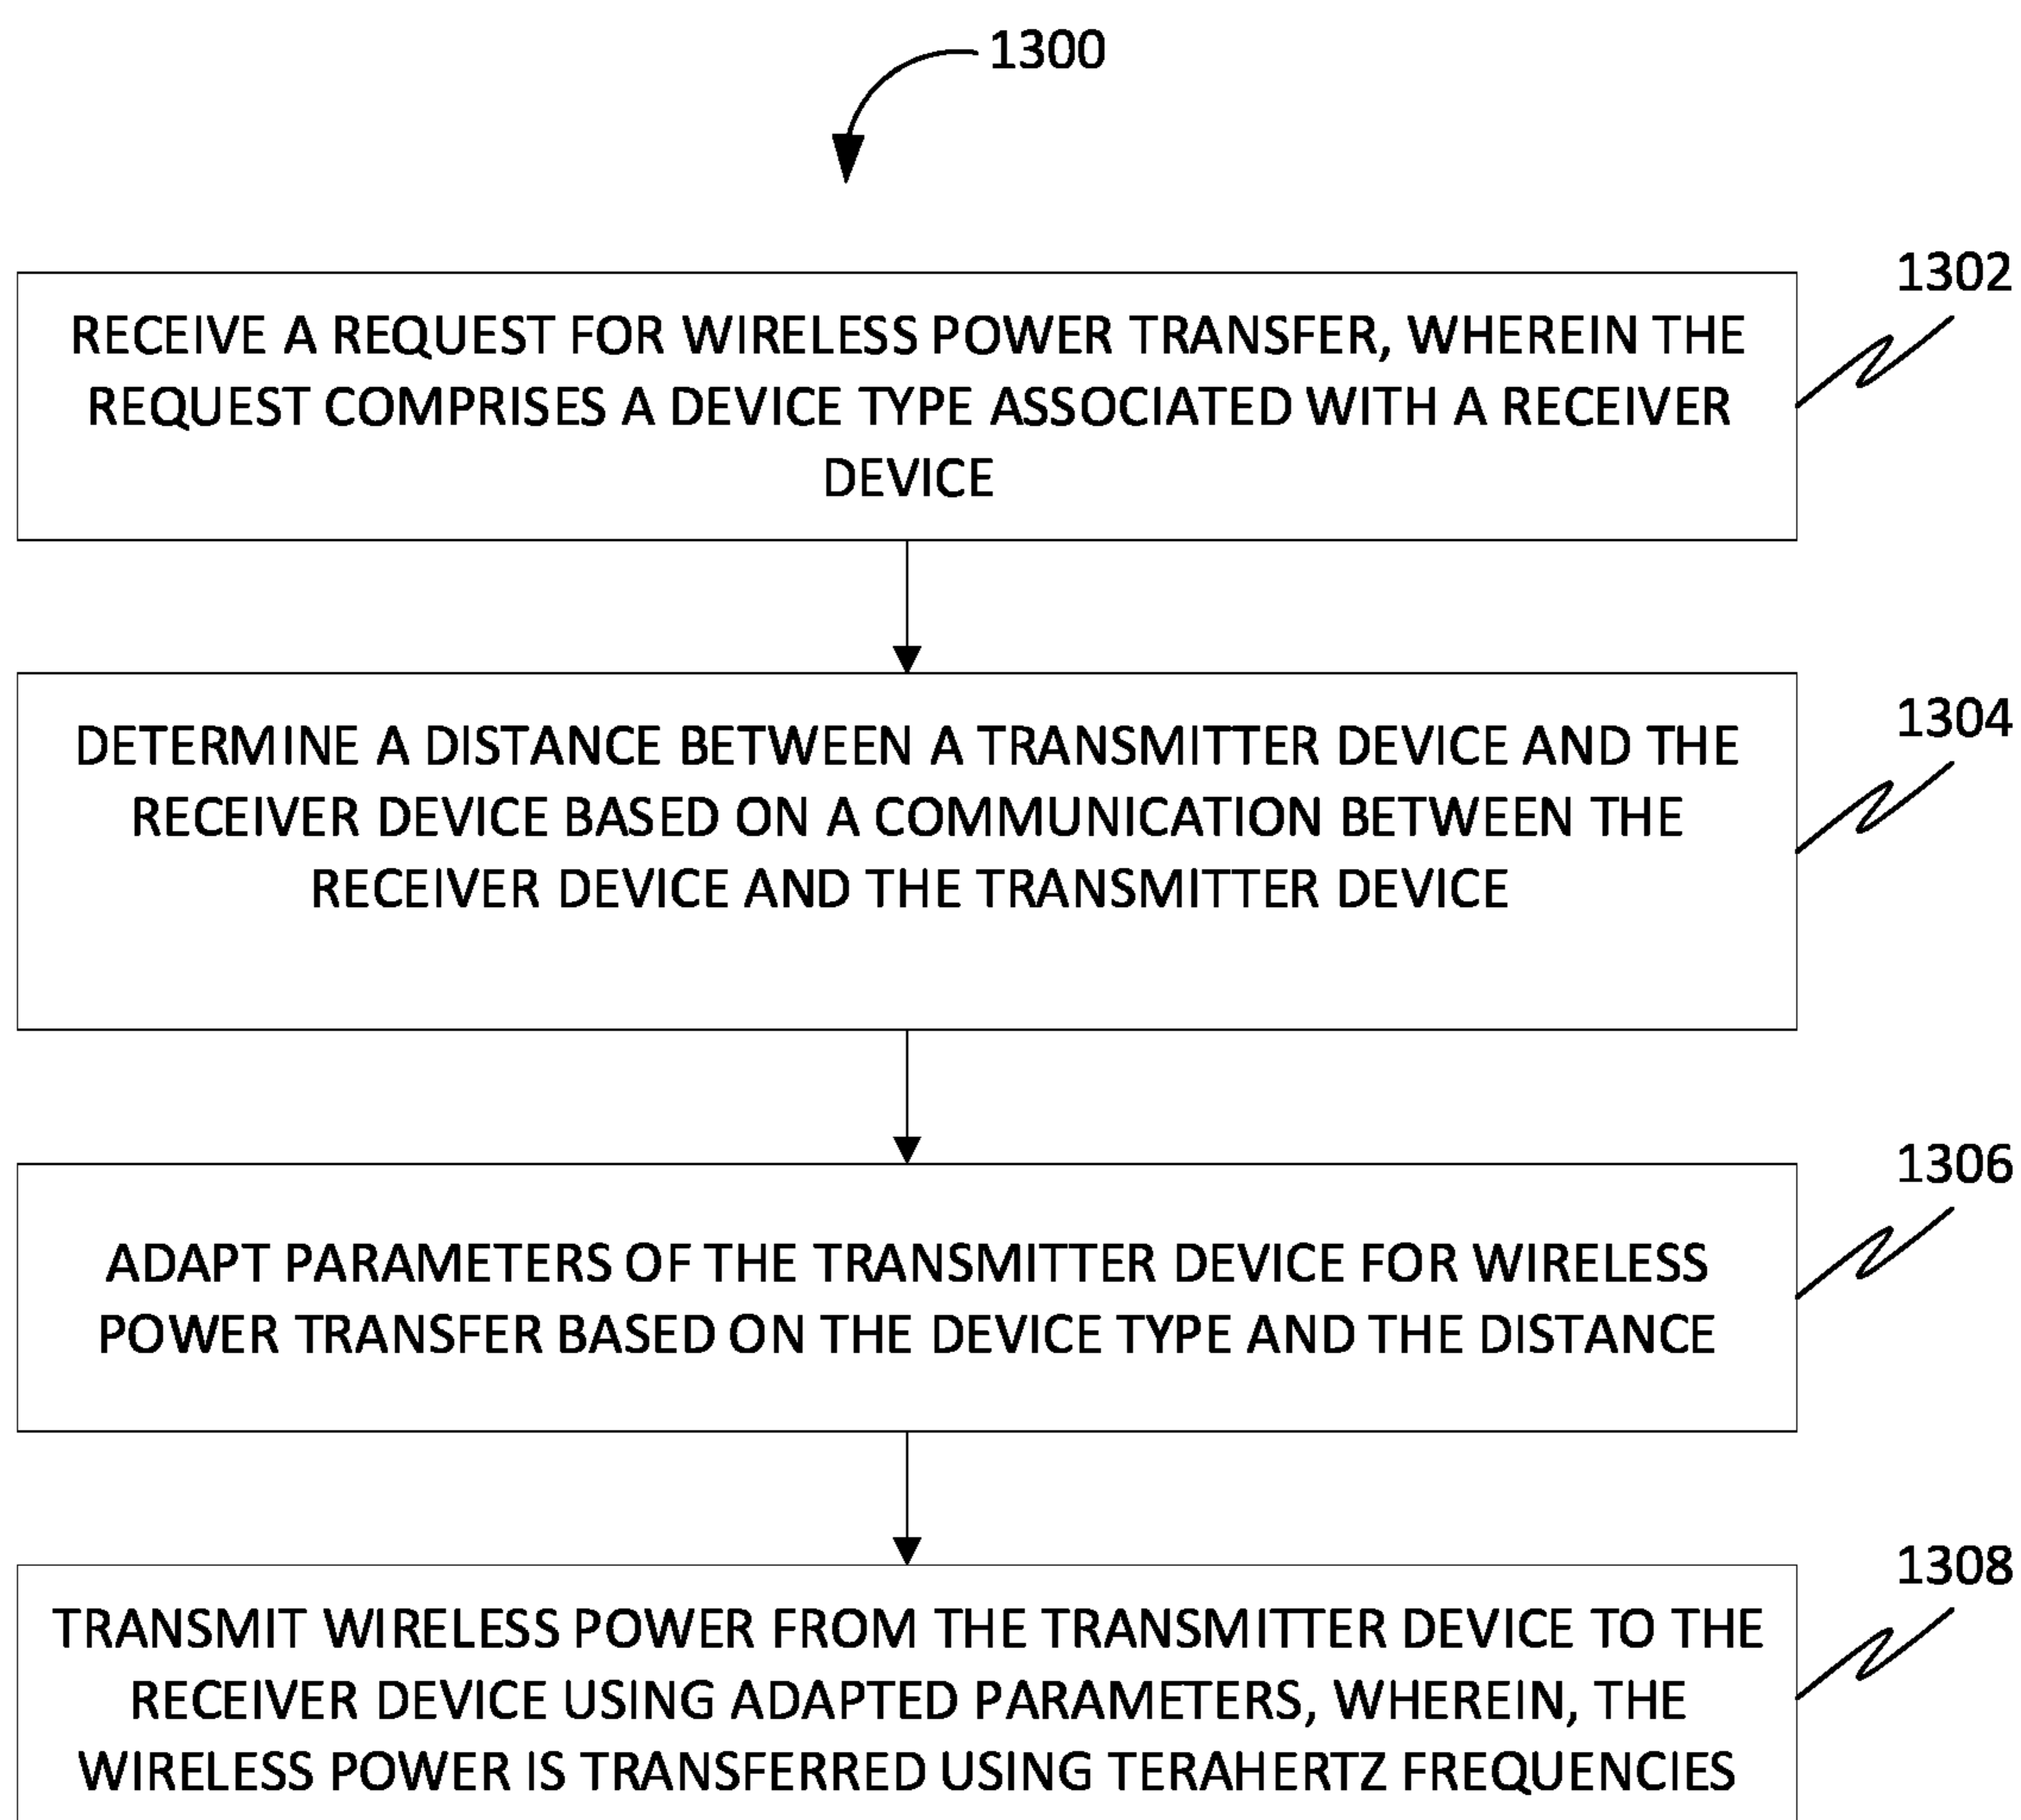 1300
1302
RECEIVE A REQUEST FOR WIRELESS POWER TRANSFER, WHEREIN THE
REQUEST COMPRISES A DEVICE TYPE ASSOCIATED WITH A RECEIVER
DEVICE
1304
DETERMINE A DISTANCE BETWEEN A TRANSMITTER DEVICE AND THE
RECEIVER DEVICE BASED ON A COMMUNICATION BETWEEN THE
RECEIVER DEVICE AND THE TRANSMITTER DEVICE
1306
ADAPT PARAMETERS OF THE TRANSMITTER DEVICE FOR WIRELESS
POWER TRANSFER BASED ON THE DEVICE TYPE AND THE DISTANCE
1308
TRANSMIT WIRELESS POWER FROM THE TRANSMITTER DEVICE TO THE
RECEIVER DEVICE USING ADAPTED PARAMETERS, WHEREIN, THE
WIRELESS POWER IS TRANSFERRED USING TERAHERTZ FREQUENCIES